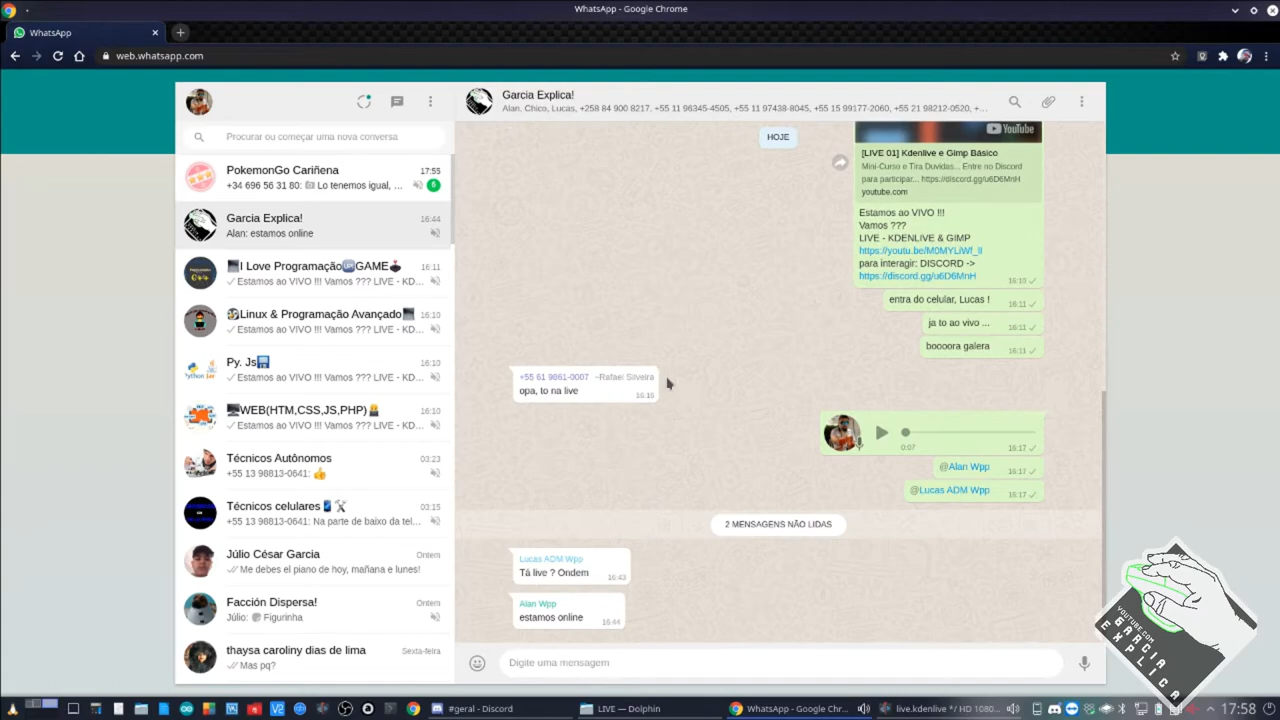 WhatsApp - Google Chrome
WhatsApp
web.whatsapp.com
Procurar ou começar uma nova conversa
PokemonGo Cariñena 17:55
+34 696 56 31 80: Lo tenemos igual, ... 6
Garcia Explica! 16:44
Alan: estamos online
I Love Programação GAME 16:11
Estamos ao VIVO !!! Vamos ??? LIVE - KD...
Linux & Programação Avançado 16:10
Estamos ao VIVO !!! Vamos ??? LIVE - KD...
Py. Js 16:10
Estamos ao VIVO !!! Vamos ??? LIVE - KD...
WEB(HTM,CSS,JS,PHP) 16:10
Estamos ao VIVO !!! Vamos ??? LIVE - KD...
Técnicos Autônomos 03:23
+55 13 98813-0641: 👍
Técnicos celulares 03:15
+55 13 98813-0641: Na parte de baixo da tel...
Júlio César Garcia Ontem
Me debes el piano de hoy, mañana e lunes!
Facción Dispersa! Ontem
Júlio: Figurinha
thaysa caroliny dias de lima Sexta-feira
Mas pq?
Garcia Explica!
Alan, Chico, Lucas, +258 84 900 8217, +55 11 96345-4505, +55 11 97438-8045, +55 15 99177-2060, +55 21 98212-0520, +...
HOJE
YouTube
[LIVE 01] Kdenlive e Gimp Básico
Mini-Curso e Tira Duvidas... Entre no Discord
para participar... https://discord.gg/u6D6MnH
youtube.com
Estamos ao VIVO !!!
Vamos ???
LIVE - KDENLIVE & GIMP
https://youtu.be/M0MYLiWf_lI
para interagir: DISCORD ->
https://discord.gg/u6D6MnH 16:10
entra do celular, Lucas ! 16:11
ja to ao vivo ... 16:11
boooora galera 16:11
+55 61 9861-0007 ~Rafael Silveira
opa, to na live 16:16
0:07 16:17
@Alan Wpp 16:17
@Lucas ADM Wpp 16:17
2 MENSAGENS NÃO LIDAS
Lucas ADM Wpp
Tá live ? Ondem 16:43
Alan Wpp
estamos online 16:44
Digite uma mensagem
YOUTUBE.COM
GARCIA
EXPLICA
#geral - Discord
LIVE — Dolphin
WhatsApp - Google Chr...
live.kdenlive */ HD 1080...
17:58